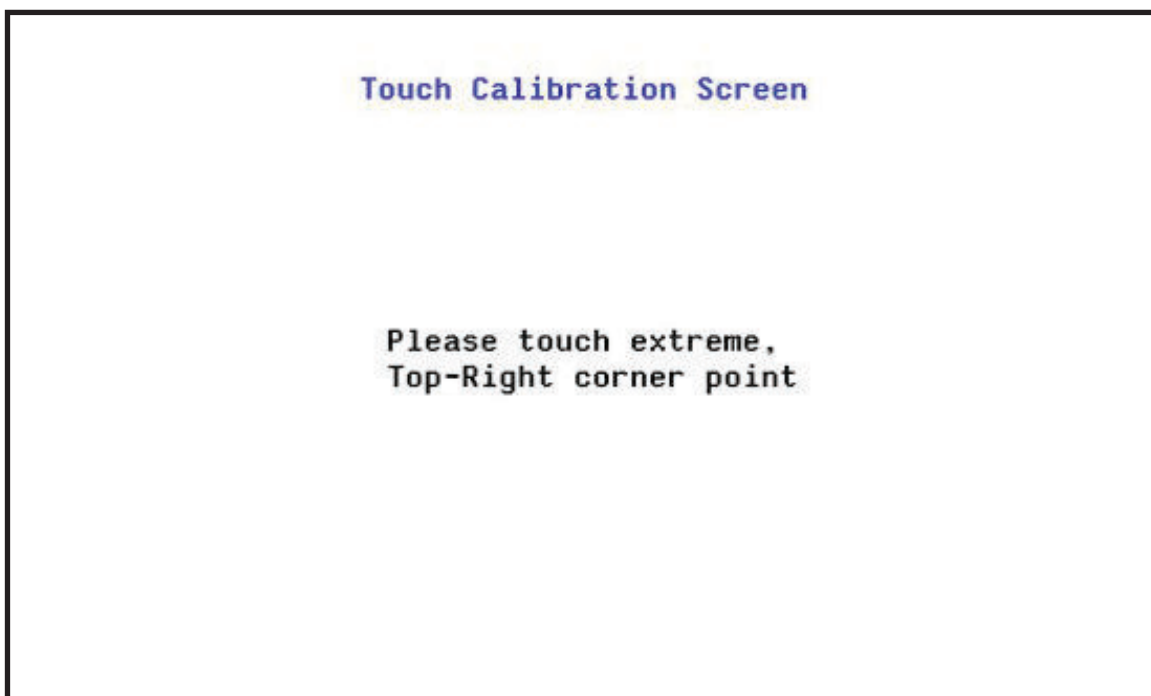 Touch Calibration Screen
Please touch extreme,
Top-Right corner point